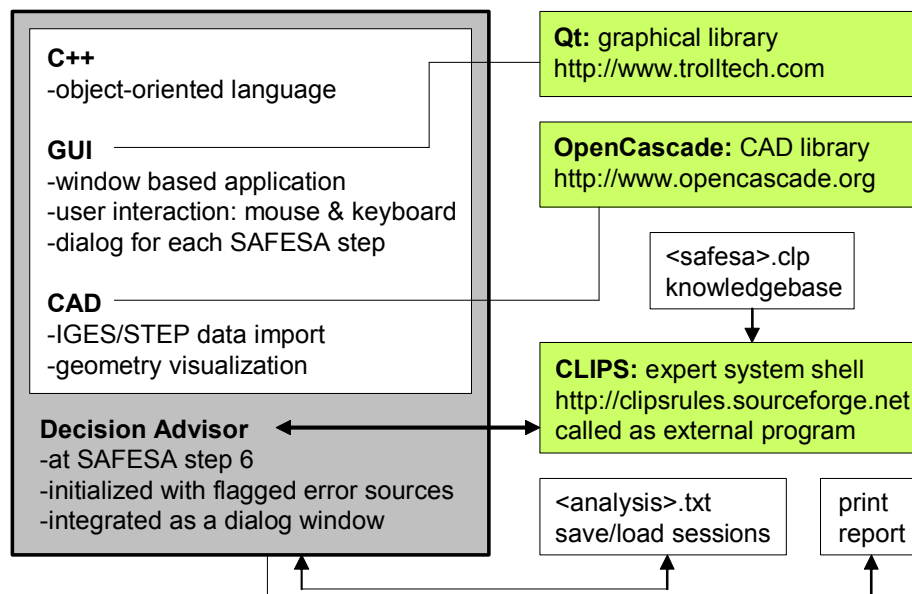 C++
-object-oriented language
GUI
-window based application
-user interaction: mouse & keyboard
-dialog for each SAFESA step
CAD
-IGES/STEP data import
-geometry visualization
Decision Advisor
-at SAFESA step 6
-initialized with flagged error sources
-integrated as a dialog window
Qt: graphical library
http://www.trolltech.com
OpenCascade: CAD library
http://www.opencascade.org
<safesa>.clp
knowledgebase
CLIPS: expert system shell
http://clipsrules.sourceforge.net
called as external program
<analysis>.txt
save/load sessions
print
report